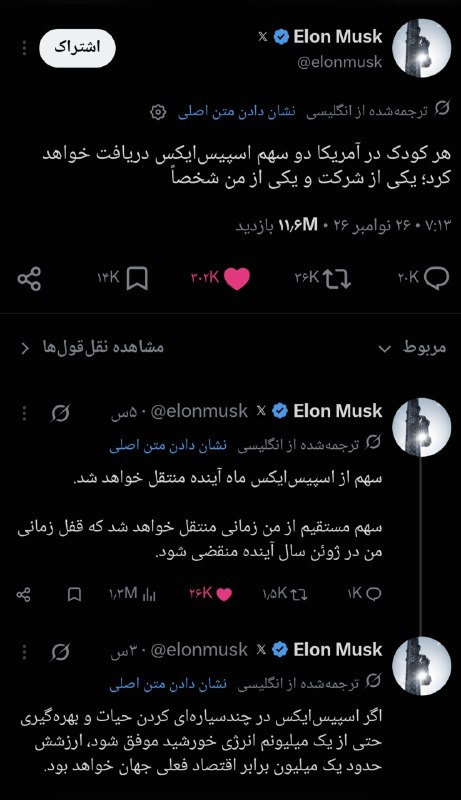 Elon Musk
@elonmusk
اشتراک
ترجمه‌شده از انگلیسی نشان دادن متن اصلی
هر کودک در آمریکا دو سهم اسپیس‌ایکس دریافت خواهد
کرد؛ یکی از شرکت و یکی از من شخصاً
۷:۱۳ • ۲۶ نوامبر ۲۶ • ۱۱٫۶M بازدید
۲۰K ۲۶K ۳۰۲K ۱۴K
مربوط
مشاهده نقل‌قول‌ها
Elon Musk @elonmusk · ۵س
ترجمه‌شده از انگلیسی نشان دادن متن اصلی
سهم از اسپیس‌ایکس ماه آینده منتقل خواهد شد.
سهم مستقیم از من زمانی منتقل خواهد شد که قفل زمانی
من در ژوئن سال آینده منقضی شود.
۱K ۱٫۵K ۲۶K ۱٫۳M
Elon Musk @elonmusk · ۳س
ترجمه‌شده از انگلیسی نشان دادن متن اصلی
اگر اسپیس‌ایکس در چندسیاره‌ای کردن حیات و بهره‌گیری
حتی از یک میلیونم انرژی خورشید موفق شود، ارزشش
حدود یک میلیون برابر اقتصاد فعلی جهان خواهد بود.